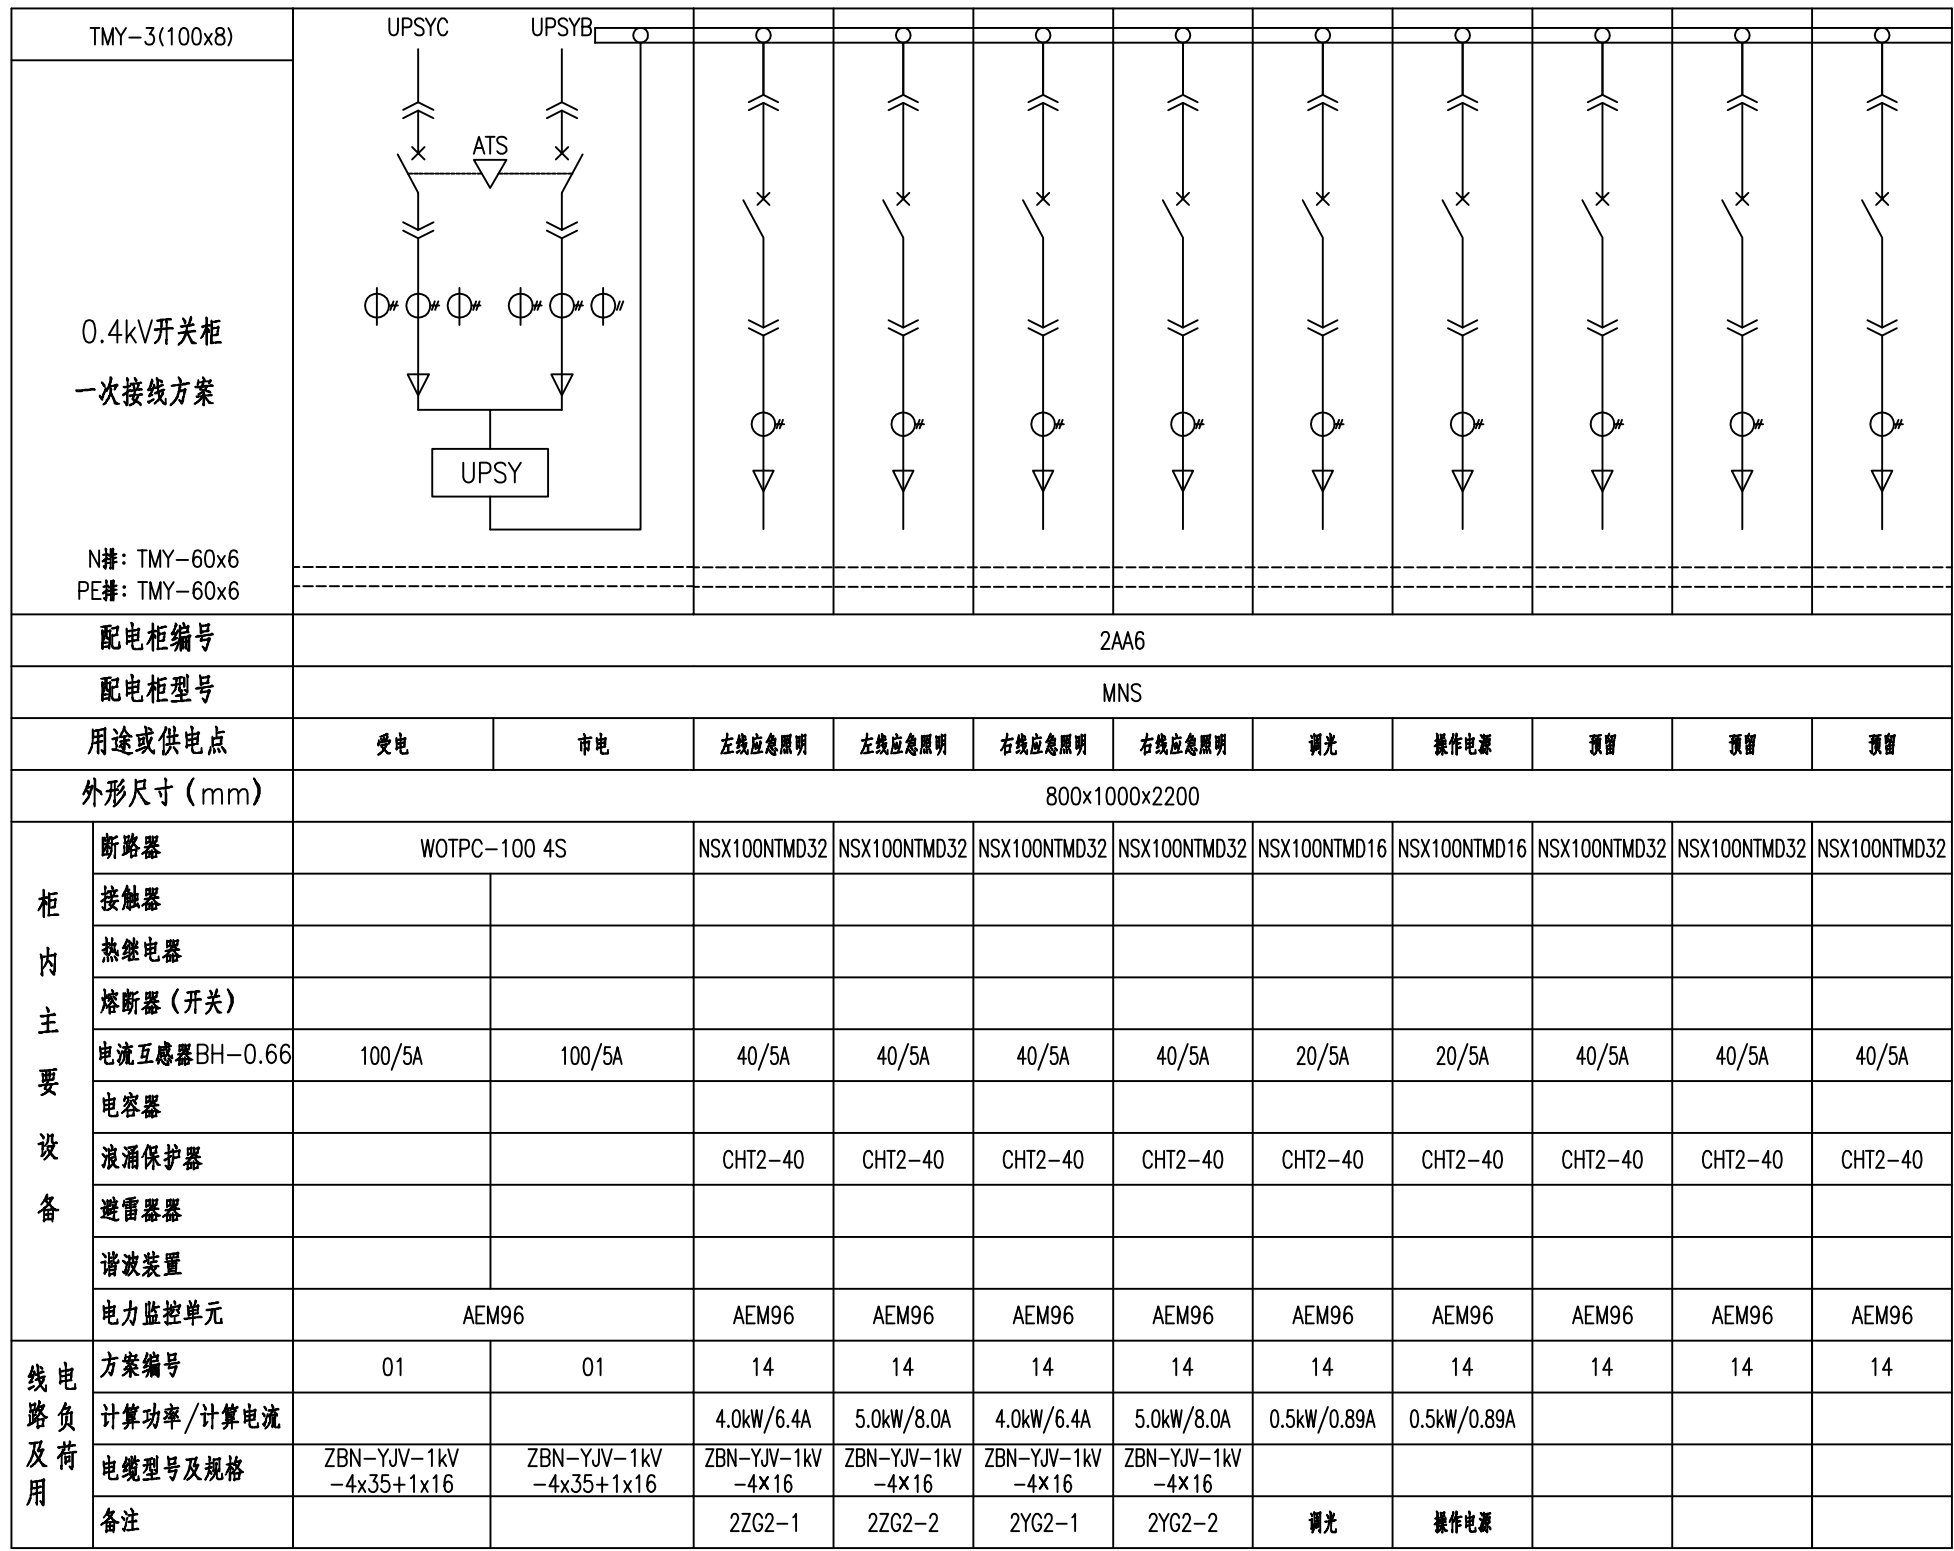 TMY-3(100x8)
UPSYC
UPSYB
ATS
0.4kV开关柜
一次接线方案
UPSY
N排：TMY-60x6
PE排：TMY-60x6
配电柜编号 2AA6
配电柜型号 MNS
用途或供电点 受电 市电 左线应急照明 左线应急照明 右线应急照明 右线应急照明 调光 操作电源 预留 预留 预留
外形尺寸（mm） 800×1000×2200
柜内主要设备
断路器 WOTPC-100 4S NSX100NTMD32 NSX100NTMD32 NSX100NTMD32 NSX100NTMD32 NSX100NTMD16 NSX100NTMD16 NSX100NTMD32 NSX100NTMD32 NSX100NTMD32
接触器
热继电器
熔断器（开关）
电流互感器BH-0.66 100/5A 100/5A 40/5A 40/5A 40/5A 40/5A 20/5A 20/5A 40/5A 40/5A 40/5A
电容器
浪涌保护器 CHT2-40 CHT2-40 CHT2-40 CHT2-40 CHT2-40 CHT2-40 CHT2-40 CHT2-40 CHT2-40
避雷器器
谐波装置
电力监控单元 AEM96 AEM96 AEM96 AEM96 AEM96 AEM96 AEM96 AEM96 AEM96 AEM96
线路及用
电负荷
方案编号 01 01 14 14 14 14 14 14 14 14 14
计算功率/计算电流 4.0kW/6.4A 5.0kW/8.0A 4.0kW/6.4A 5.0kW/8.0A 0.5kW/0.89A 0.5kW/0.89A
电缆型号及规格 ZBN-YJV-1kV ZBN-YJV-1kV ZBN-YJV-1kV ZBN-YJV-1kV ZBN-YJV-1kV ZBN-YJV-1kV
-4x35+1x16 -4x35+1x16 -4×16 -4×16 -4×16 -4×16
备注 2ZG2-1 2ZG2-2 2YG2-1 2YG2-2 调光 操作电源